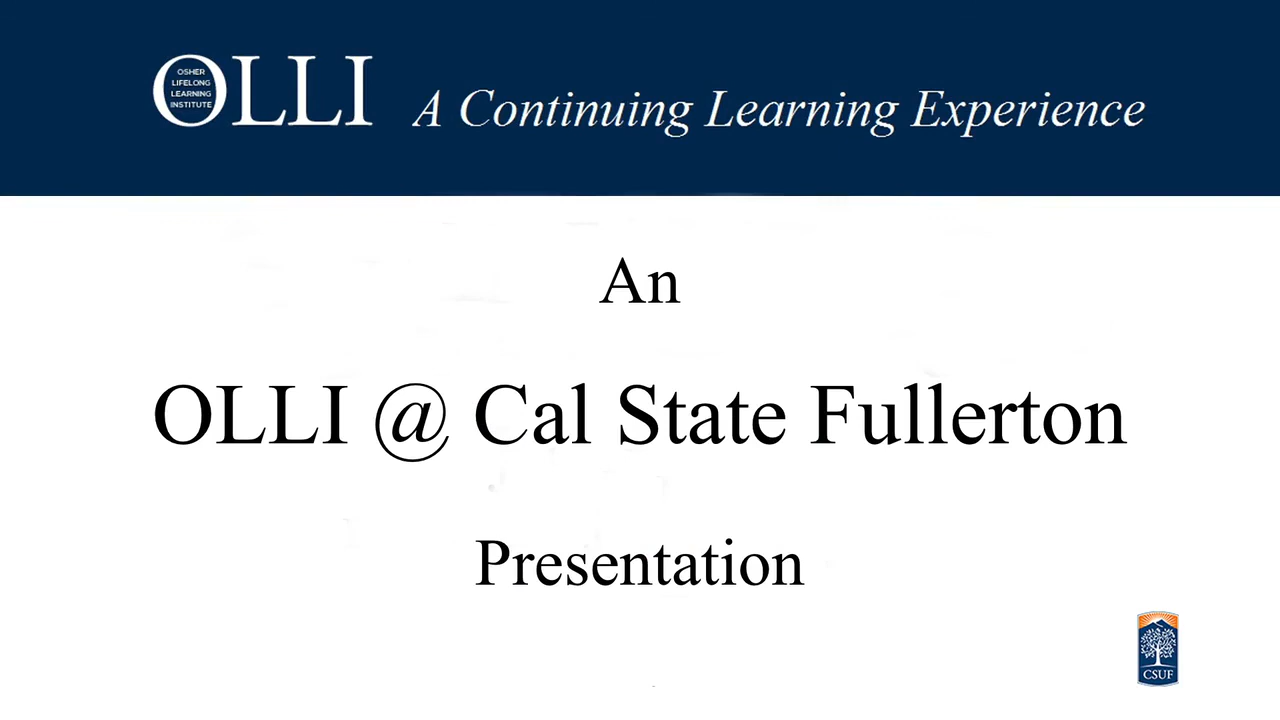 OLLI A Continuing Learning Experience
OSHER
LIFELONG
LEARNING
INSTITUTE
An
OLLI @ Cal State Fullerton
Presentation
CSUF